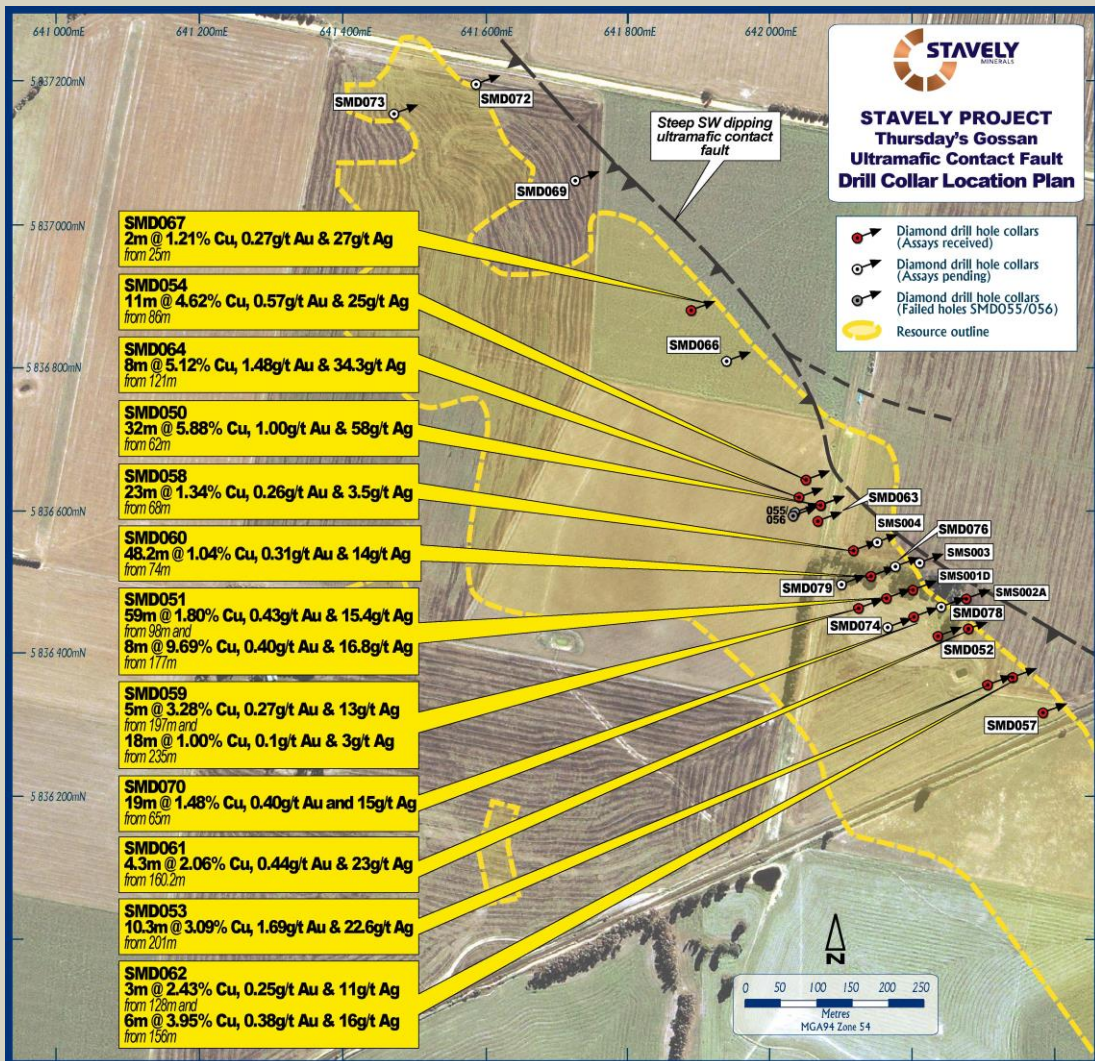 641 000mE
641 200mE
641 400mE
641 600mE
641 800mE
642 000mE
5 837 200mN
5 837 000mN
5 836 800mN
5 836 600mN
5 836 400mN
5 836 200mN
STAVELY
MINERALS
STAVELY PROJECT
Thursday's Gossan
Ultramafic Contact Fault
Drill Collar Location Plan
Diamond drill hole collars
(Assays received)
Diamond drill hole collars
(Assays pending)
Diamond drill hole collars
(Failed holes SMD055/056)
Resource outline
Steep SW dipping
ultramafic contact
fault
SMD073
SMD072
SMD069
SMD066
SMD063
055/
056
SMS004
SMD076
SMS003
SMD079
SMS001D
SMS002A
SMD078
SMD074
SMD052
SMD057
SMD067
2m @ 1.21% Cu, 0.27g/t Au & 27g/t Ag
from 25m
SMD054
11m @ 4.62% Cu, 0.57g/t Au & 25g/t Ag
from 86m
SMD064
8m @ 5.12% Cu, 1.48g/t Au & 34.3g/t Ag
from 121m
SMD050
32m @ 5.88% Cu, 1.00g/t Au & 58g/t Ag
from 62m
SMD058
23m @ 1.34% Cu, 0.26g/t Au & 3.5g/t Ag
from 68m
SMD060
48.2m @ 1.04% Cu, 0.31g/t Au & 14g/t Ag
from 74m
SMD051
59m @ 1.80% Cu, 0.43g/t Au & 15.4g/t Ag
from 98m and
8m @ 9.69% Cu, 0.40g/t Au & 16.8g/t Ag
from 177m
SMD059
5m @ 3.28% Cu, 0.27g/t Au & 13g/t Ag
from 197m and
18m @ 1.00% Cu, 0.1g/t Au & 3g/t Ag
from 235m
SMD070
19m @ 1.48% Cu, 0.40g/t Au and 15g/t Ag
from 65m
SMD061
4.3m @ 2.06% Cu, 0.44g/t Au & 23g/t Ag
from 160.2m
SMD053
10.3m @ 3.09% Cu, 1.69g/t Au & 22.6g/t Ag
from 201m
SMD062
3m @ 2.43% Cu, 0.25g/t Au & 11g/t Ag
from 128m and
6m @ 3.95% Cu, 0.38g/t Au & 16g/t Ag
from 156m
N
0 50 100 150 200 250
Metres
MGA94 Zone 54